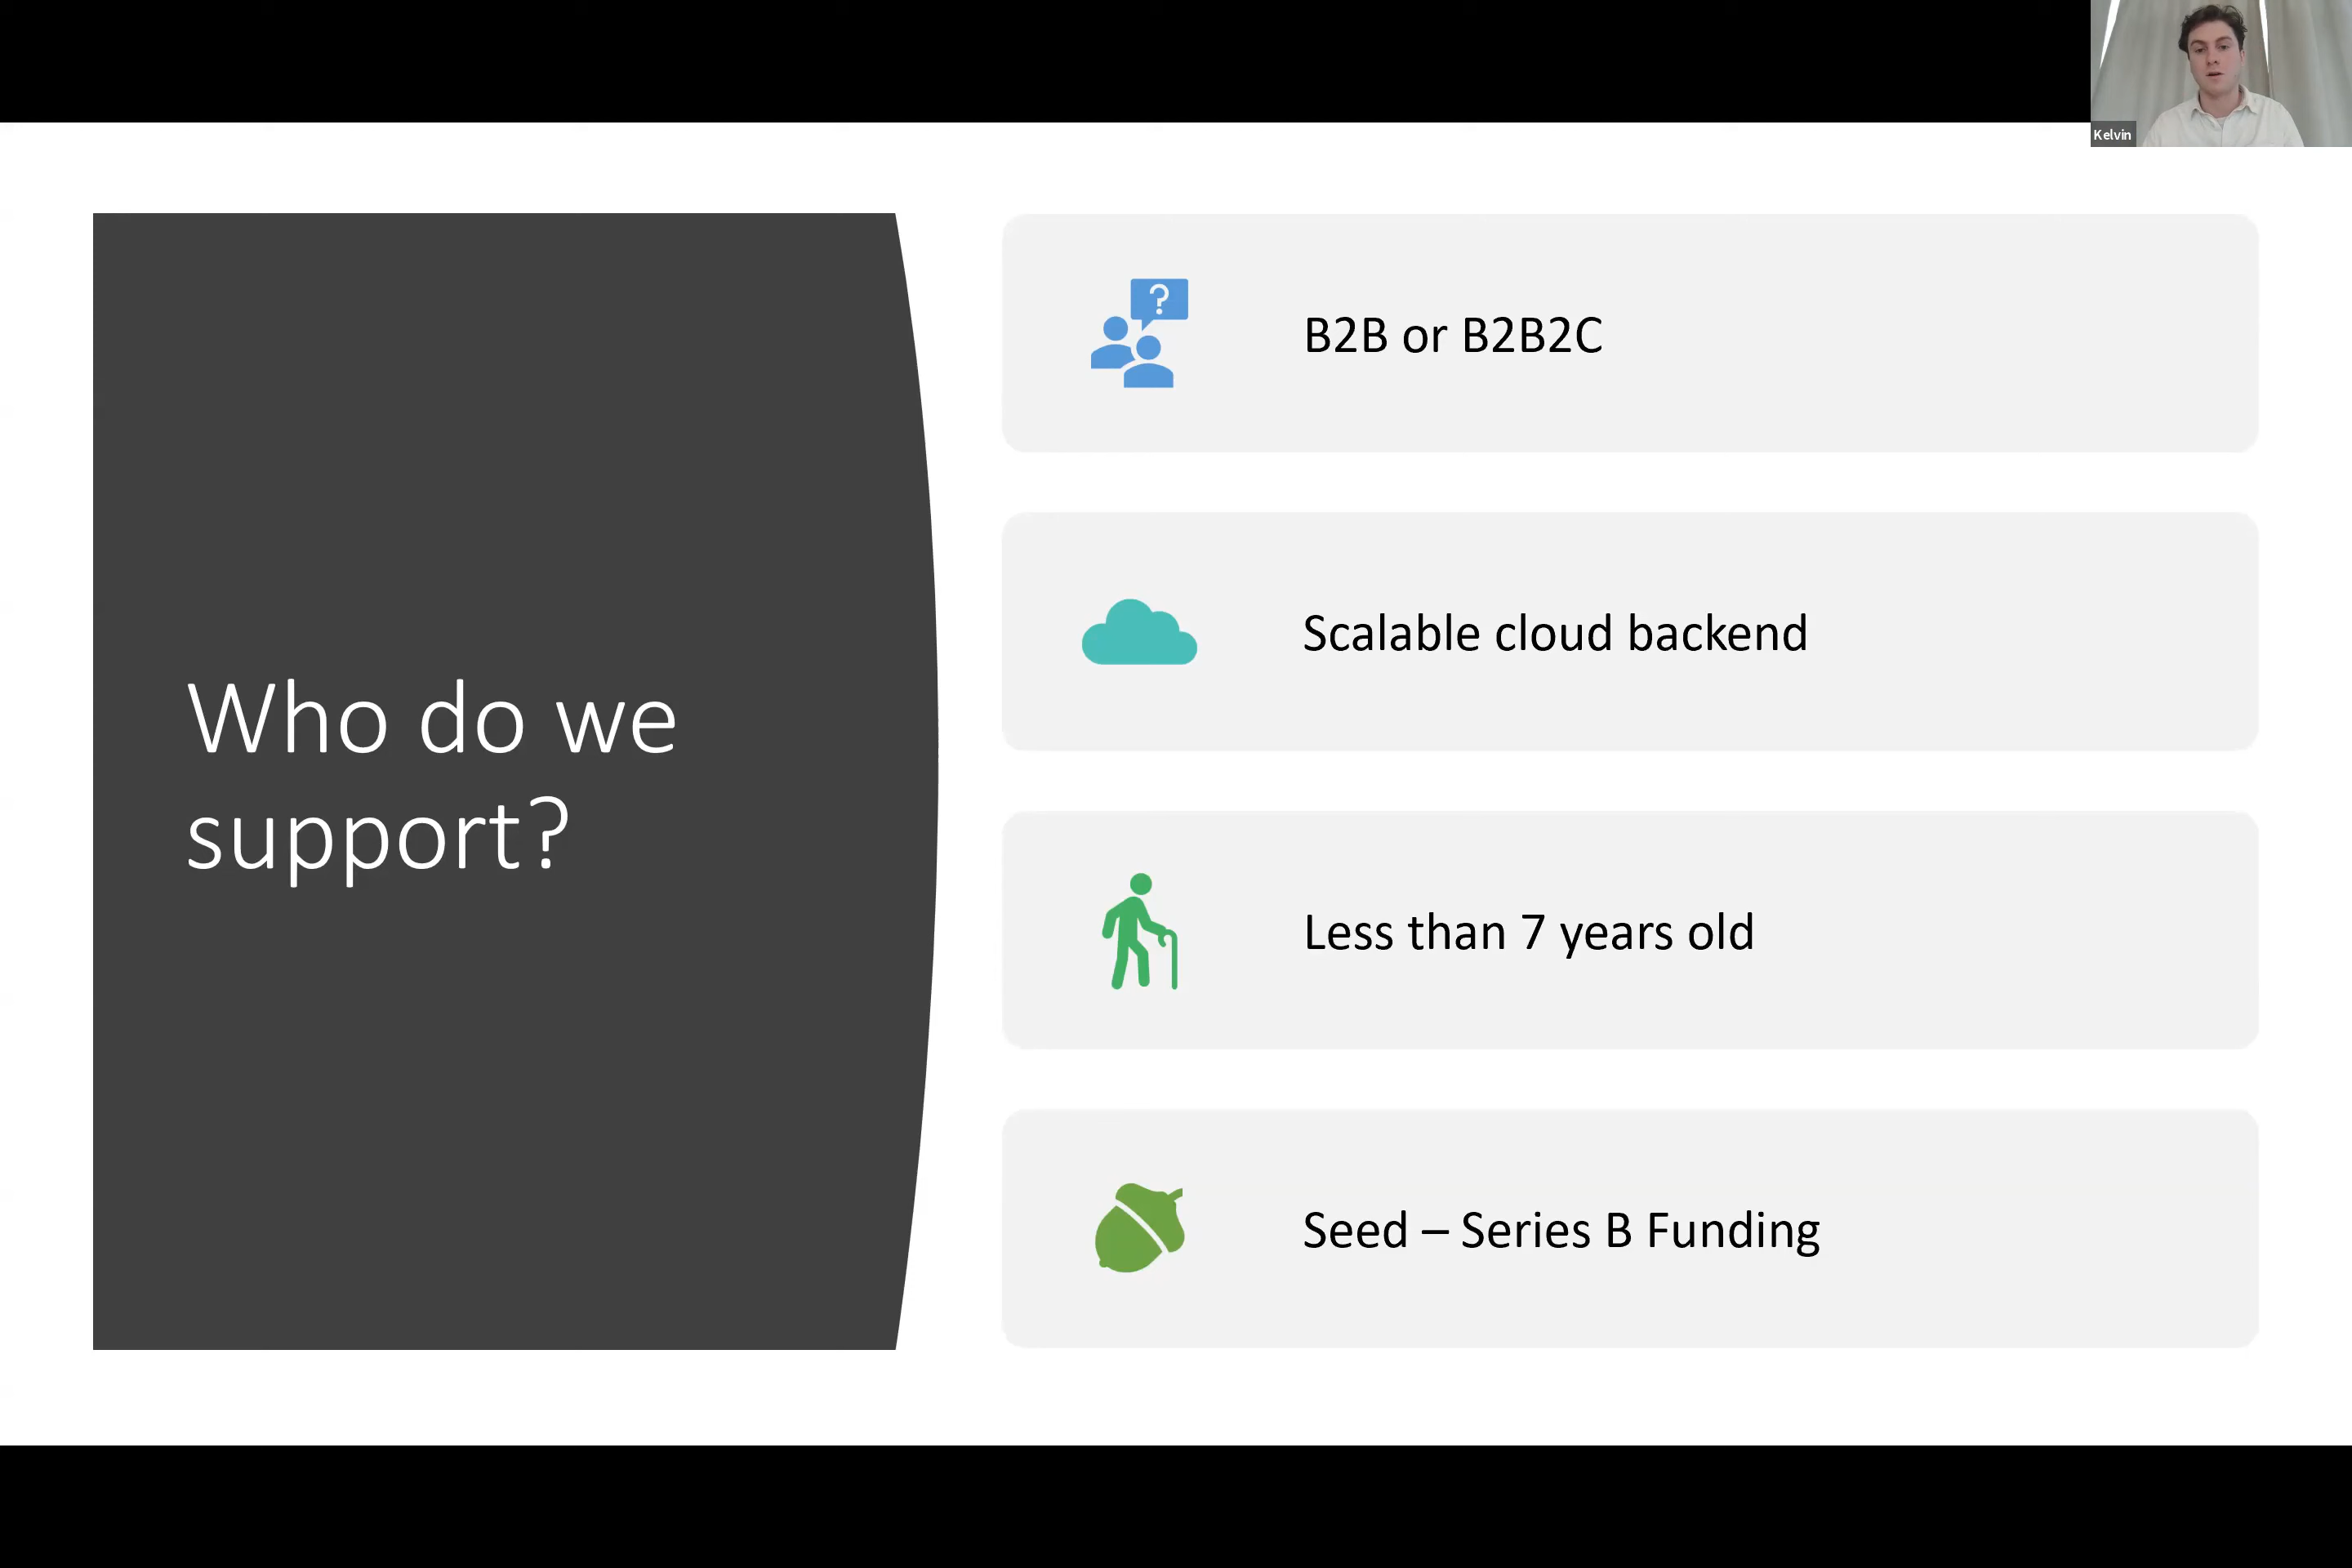 Kelvin
Who do we
support?
?
B2B or B2B2C
Scalable cloud backend
Less than 7 years old
Seed – Series B Funding